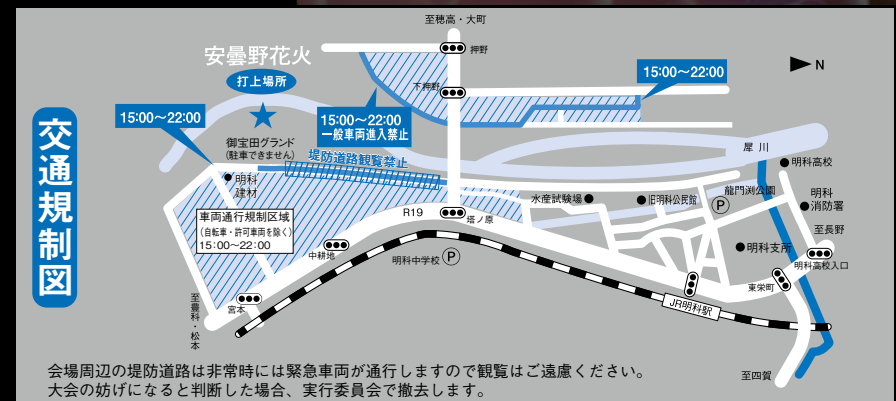 交通規制図
至穂高・大町
押野
安曇野花火
打上場所
下押野
15:00〜22:00
N
15:00〜22:00
15:00〜22:00
一般車両進入禁止
御宝田グランド
(駐車できません)
堤防道路観覧禁止
犀川
明科高校
明科
建材
水産試験場
旧明科公民館
龍門渕公園
P
明科
消防署
車両通行規制区域
(自転車・許可車両を除く)
15:00〜22:00
R19
塔ノ原
至長野
中耕地
明科中学校
P
明科支所
明科高校入口
東栄町
至豊科・松本
宮本
JR明科駅
至四賀
会場周辺の堤防道路は非常時には緊急車両が通行しますので観覧はご遠慮ください。
大会の妨げになると判断した場合、実行委員会で撤去します。